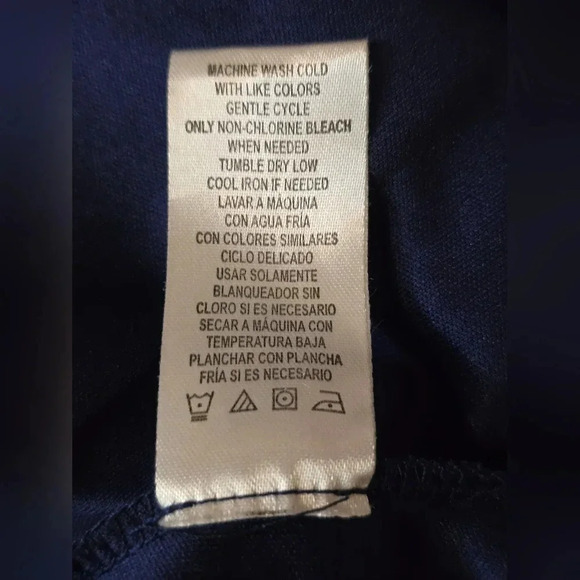 MACHINE WASH COLD
WITH LIKE COLORS
GENTLE CYCLE
ONLY NON-CHLORINE BLEACH
WHEN NEEDED
TUMBLE DRY LOW
COOL IRON IF NEEDED
LAVAR A MÁQUINA
CON AGUA FRÍA
CON COLORES SIMILARES
CICLO DELICADO
USAR SOLAMENTE
BLANQUEADOR SIN
CLORO SI ES NECESARIO
SECAR A MÁQUINA CON
TEMPERATURA BAJA
PLANCHAR CON PLANCHA
FRÍA SI ES NECESARIO